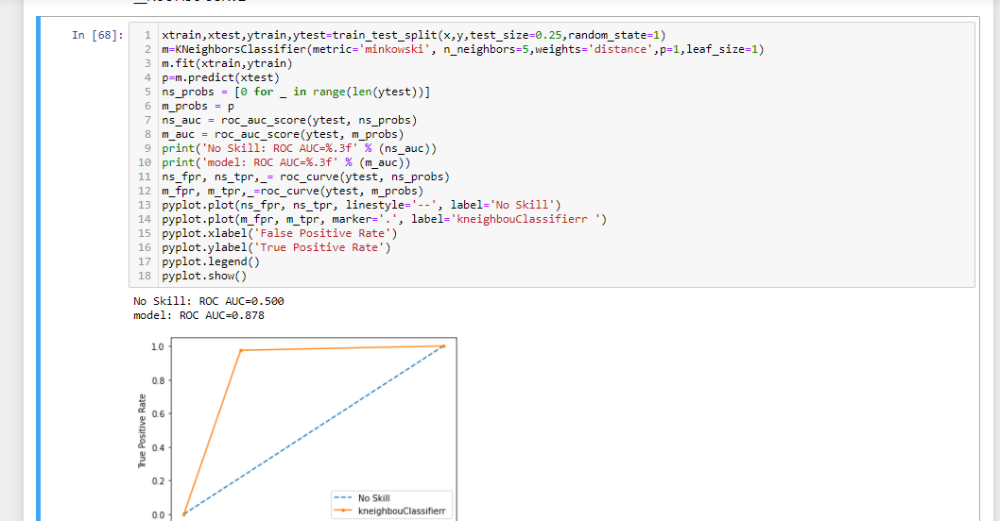 In [68]:
1 xtrain,xtest,ytrain,ytest=train_test_split(x,y,test_size=0.25,random_state=1)
2 m=KNeighborsClassifier(metric='minkowski', n_neighbors=5,weights='distance',p=1,leaf_size=1)
3 m.fit(xtrain,ytrain)
4 p=m.predict(xtest)
5 ns_probs = [0 for _ in range(len(ytest))]
6 m_probs = p
7 ns_auc = roc_auc_score(ytest, ns_probs)
8 m_auc = roc_auc_score(ytest, m_probs)
9 print('No Skill: ROC AUC=%.3f' % (ns_auc))
10 print('model: ROC AUC=%.3f' % (m_auc))
11 ns_fpr, ns_tpr,_= roc_curve(ytest, ns_probs)
12 m_fpr, m_tpr,_=roc_curve(ytest, m_probs)
13 pyplot.plot(ns_fpr, ns_tpr, linestyle='--', label='No Skill')
14 pyplot.plot(m_fpr, m_tpr, marker='.', label='kneighbouClassifierr ')
15 pyplot.xlabel('False Positive Rate')
16 pyplot.ylabel('True Positive Rate')
17 pyplot.legend()
18 pyplot.show()
No Skill: ROC AUC=0.500
model: ROC AUC=0.878
1.0
0.8
0.6
0.4
0.2
0.0
True Positive Rate
No Skill
kneighbouClassifierr